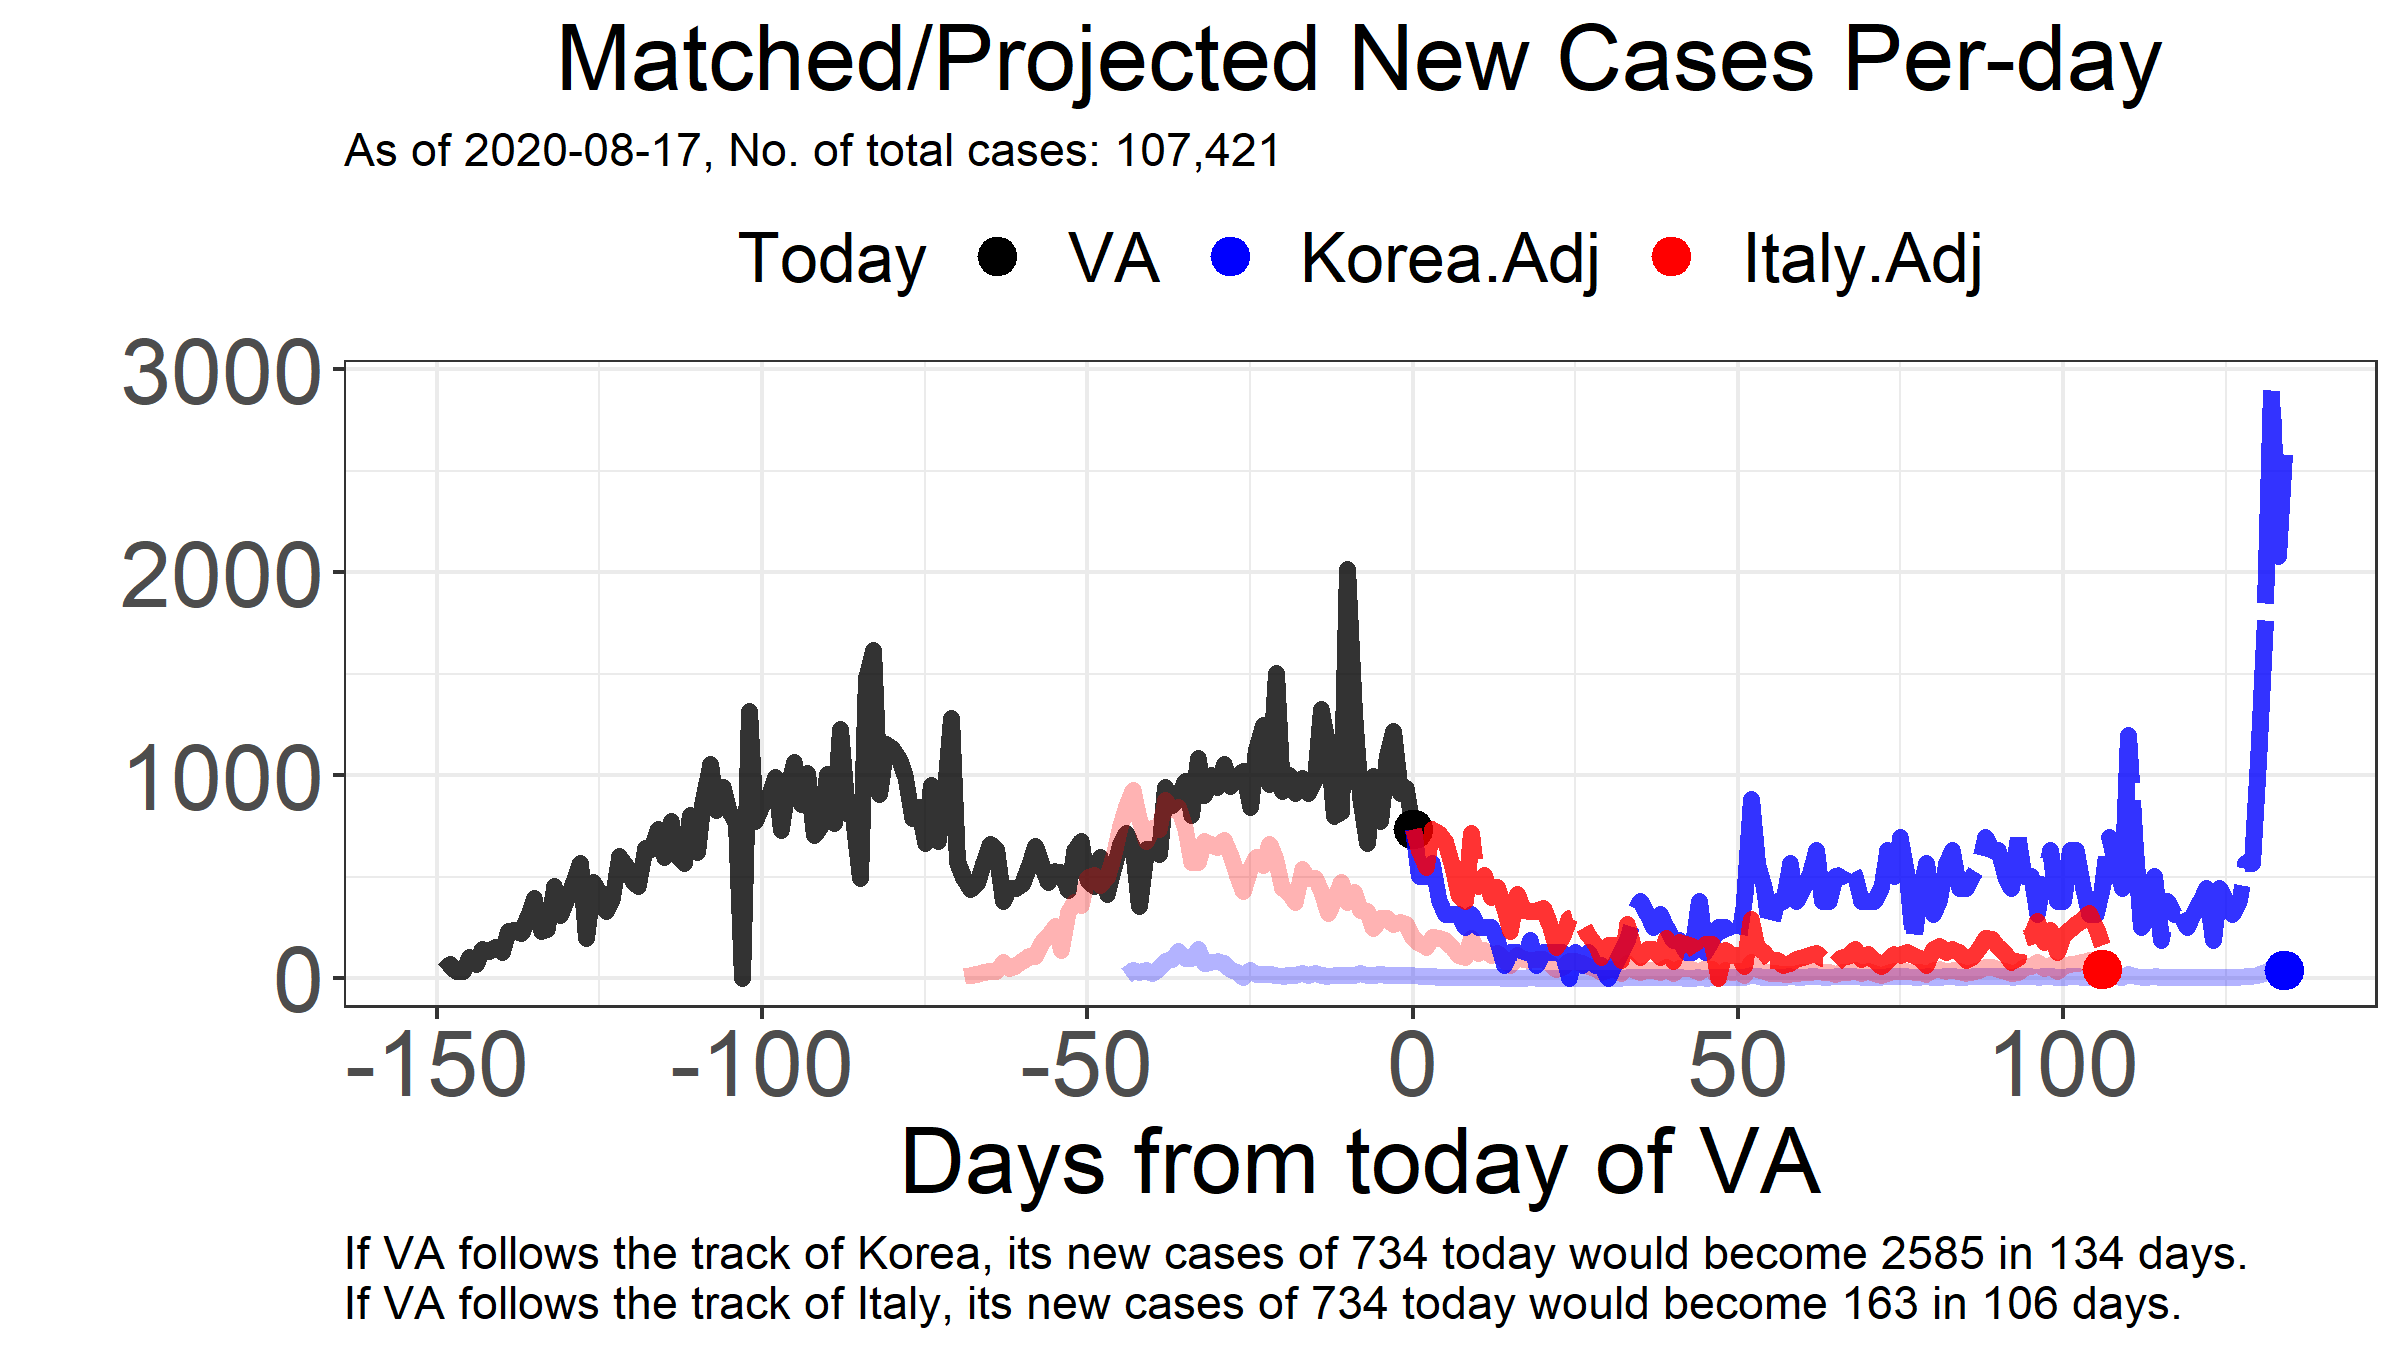 Matched/Projected New Cases Per-day
As of 2020-08-17, No. of total cases: 107,421
Today VA Korea.Adj Italy.Adj
3000
2000
1000
0
-150 -100 -50 0 50 100
Days from today of VA
If VA follows the track of Korea, its new cases of 734 today would become 2585 in 134 days.
If VA follows the track of Italy, its new cases of 734 today would become 163 in 106 days.